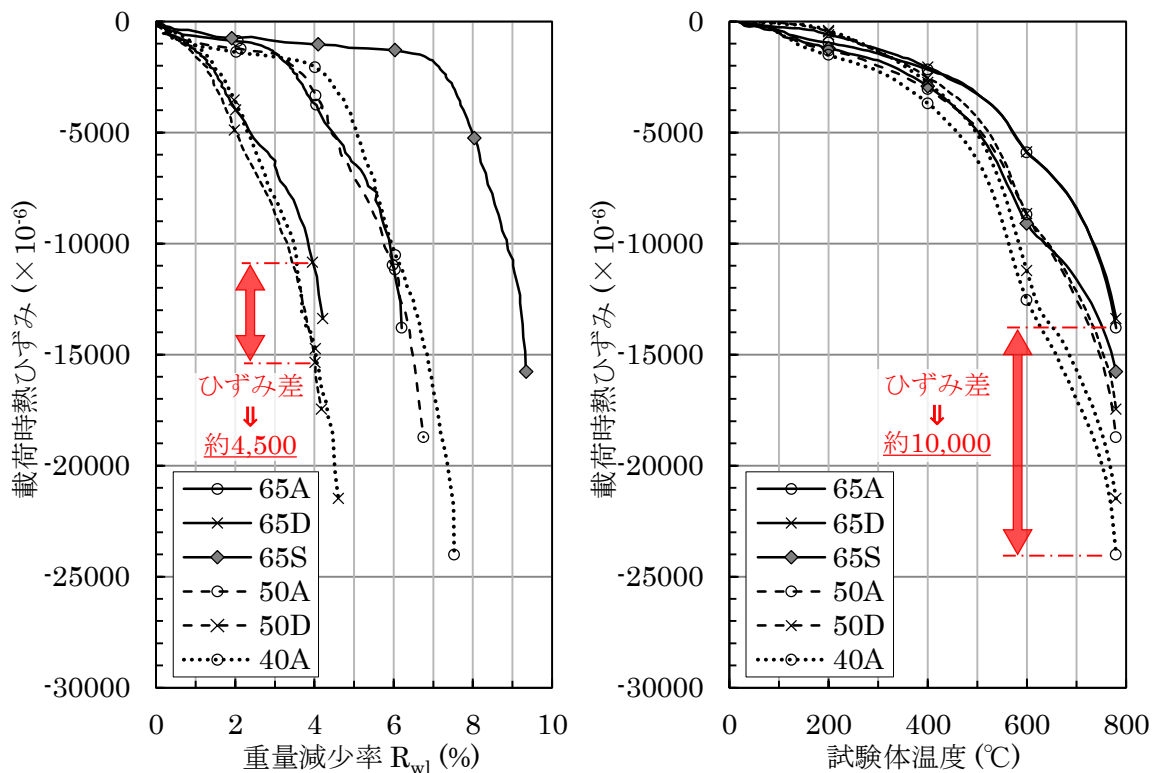 0
-5000
-10000
-15000
-20000
-25000
-30000
載荷時熱ひずみ (×10⁻⁶)
ひずみ差
⇓
約4,500
65A
65D
65S
50A
50D
40A
0 2 4 6 8 10
重量減少率 Rwl (%)
0
-5000
-10000
-15000
-20000
-25000
-30000
載荷時熱ひずみ (×10⁻⁶)
ひずみ差
⇓
約10,000
65A
65D
65S
50A
50D
40A
0 200 400 600 800
試験体温度 (℃)